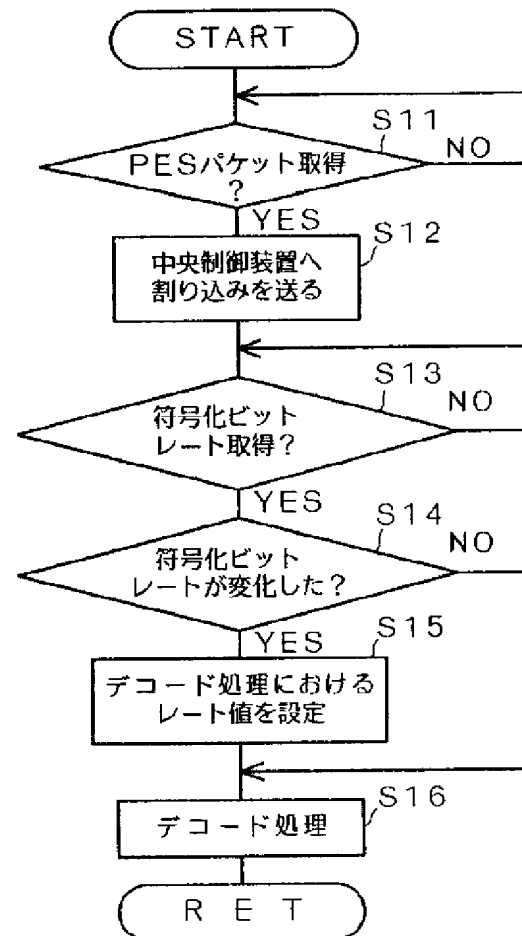 START
S11
PESパケット取得
?
NO
YES
S12
中央制御装置へ
割り込みを送る
S13
符号化ビット
レート取得?
NO
YES
S14
符号化ビット
レートが変化した?
NO
YES
S15
デコード処理における
レート値を設定
S16
デコード処理
RET